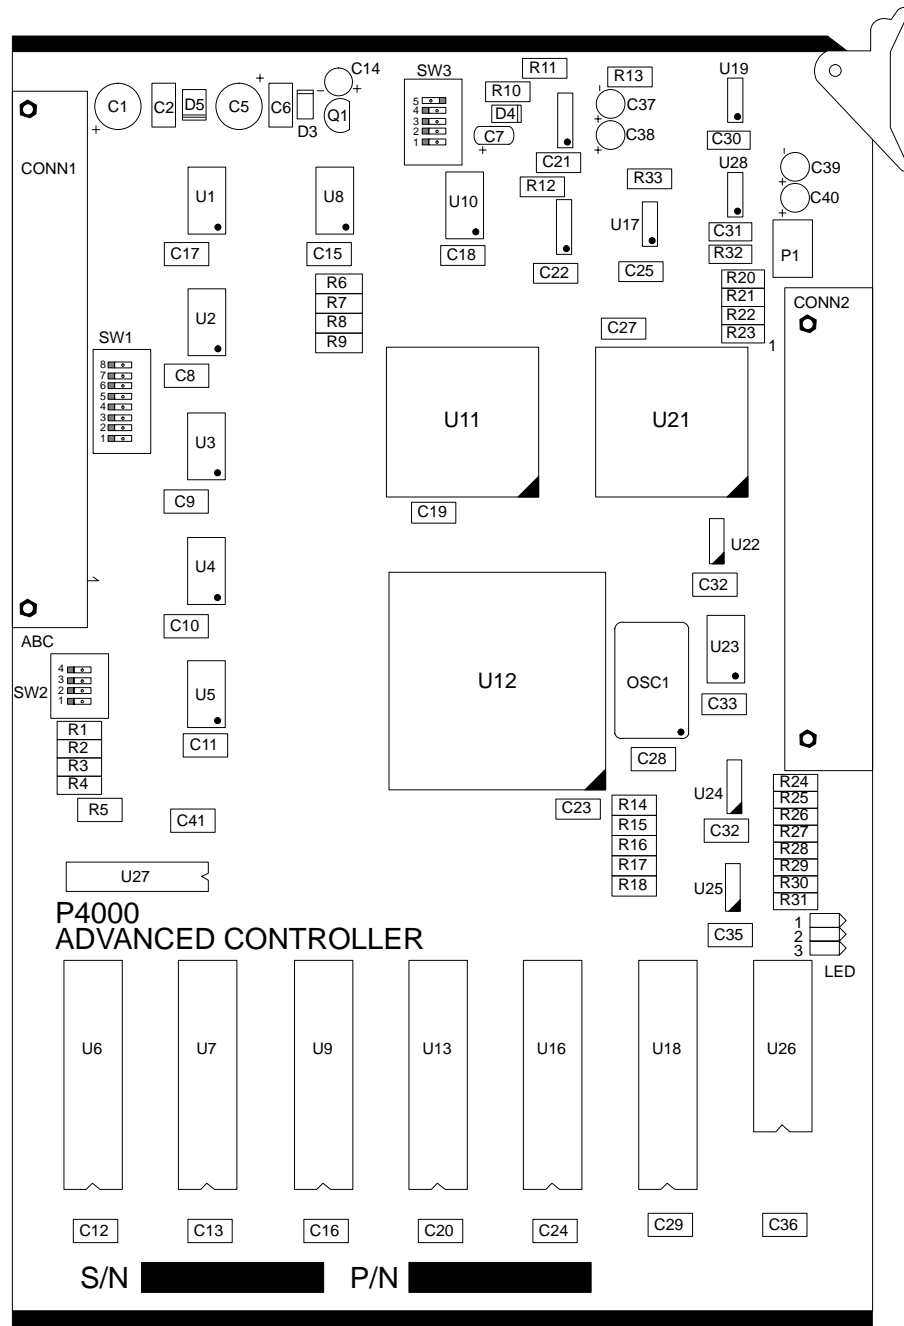 R11
SW3
C14
R13
U19
R10
C1
C2
D5
C5
C6
D3
Q1
5
4
3
2
1
D4
C7
C37
C38
C30
CONN1
C21
U28
C39
R12
R33
C40
U1
U8
U10
U17
C31
R32
P1
C17
C15
C18
C22
C25
R6
R7
R8
R9
R20
R21
R22
R23
CONN2
1
U2
C27
SW1
8
7
6
5
4
3
2
1
C8
U11
U21
U3
C9
C19
U22
U4
C32
C10
ABC
U12
OSC1
U23
SW2
4
3
2
1
U5
C33
R1
R2
R3
R4
C11
C28
R5
C41
C23
U24
R24
R25
R26
R27
R28
R29
R30
R31
R14
R15
R16
R17
R18
C32
U27
U25
P4000
ADVANCED CONTROLLER
C35
1
2
3
LED
U6
U7
U9
U13
U16
U18
U26
C12
C13
C16
C20
C24
C29
C36
S/N
P/N